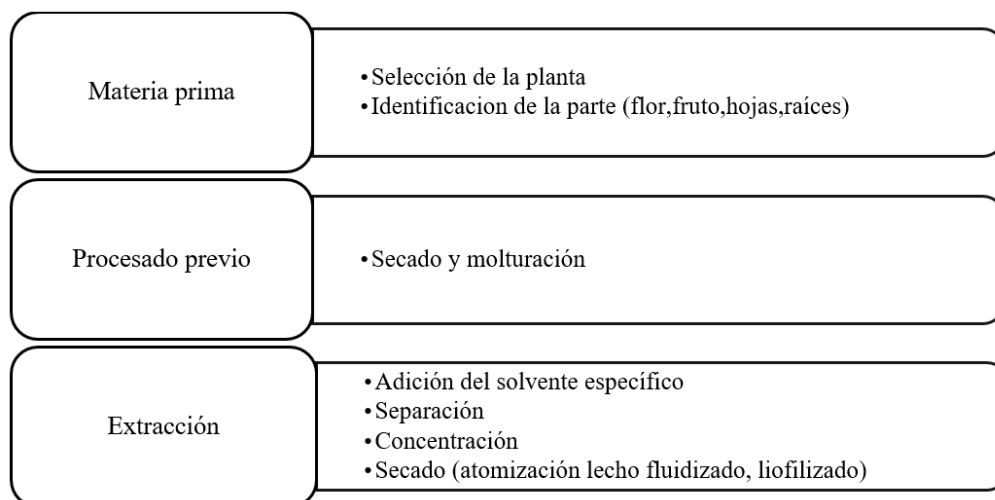 Materia prima
•Selección de la planta
•Identificacion de la parte (flor,fruto,hojas,raíces)
Procesado previo
•Secado y molturación
Extracción
•Adición del solvente específico
•Separación
•Concentración
•Secado (atomización lecho fluidizado, liofilizado)